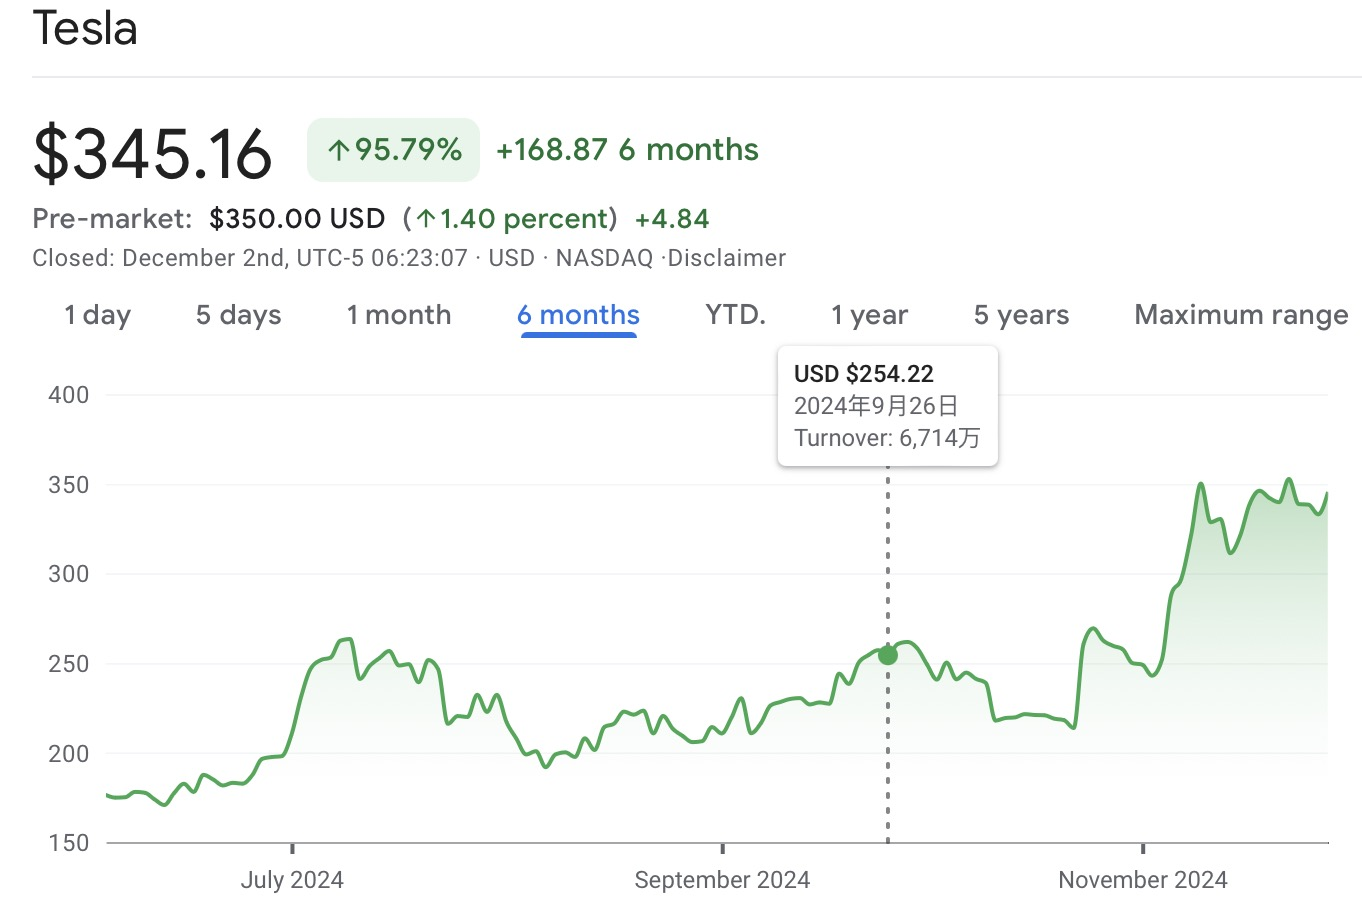 Tesla
$345.16 ↑95.79% +168.87 6 months
Pre-market: $350.00 USD (↑1.40 percent) +4.84
Closed: December 2nd, UTC-5 06:23:07 · USD · NASDAQ ·Disclaimer
1 day 5 days 1 month 6 months YTD. 1 year 5 years Maximum range
USD $254.22
2024年9月26日
Turnover: 6,714万
400
350
300
250
200
150
July 2024 September 2024 November 2024